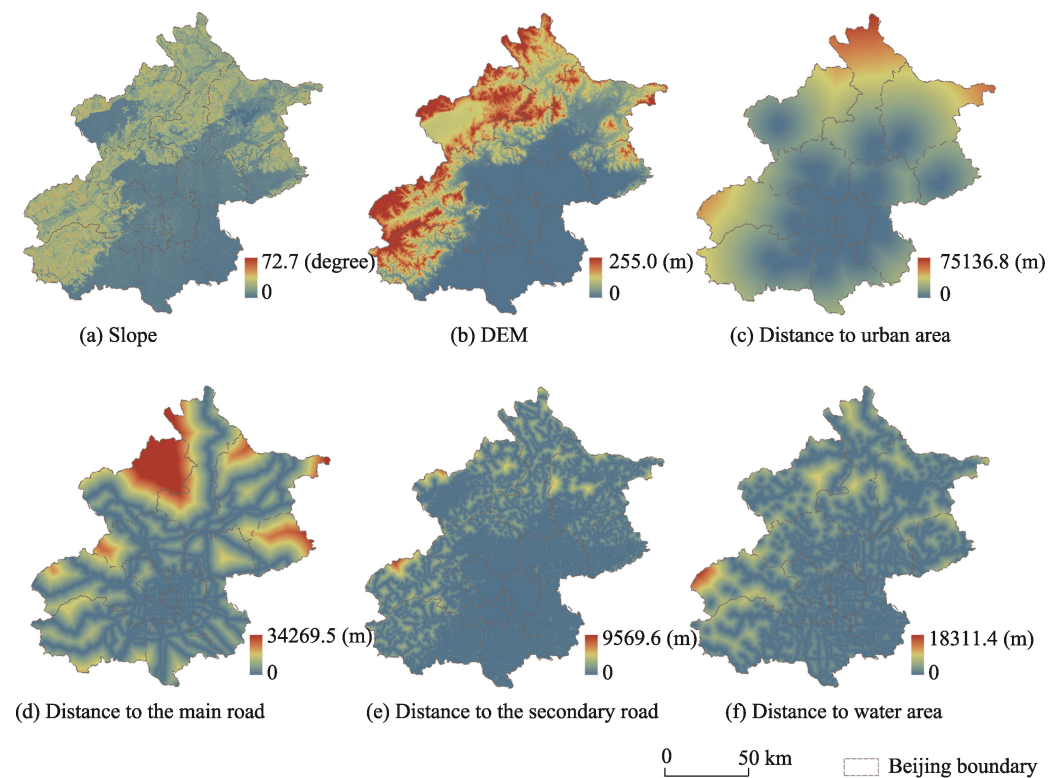 72.7 (degree)
0
(a) Slope
255.0 (m)
0
(b) DEM
75136.8 (m)
0
(c) Distance to urban area
34269.5 (m)
0
(d) Distance to the main road
9569.6 (m)
0
(e) Distance to the secondary road
18311.4 (m)
0
(f) Distance to water area
0 50 km
Beijing boundary